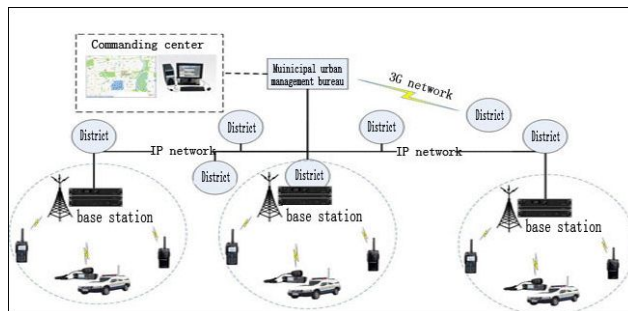 Commanding center
Muinicipal urban
management bureau
3G network
District
District
District
District
District
IP network
IP network
District
District
base station
base station
base station